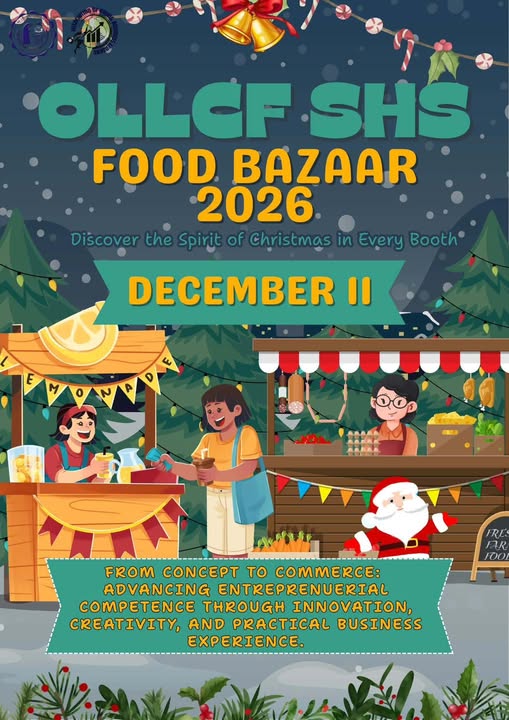 OLLCF SHS
FOOD BAZAAR
2026
Discover the Spirit of Christmas in Every Booth
DECEMBER 11
LEMONADE
FROM CONCEPT TO COMMERCE:
ADVANCING ENTREPRENUERIAL
COMPETENCE THROUGH INNOVATION,
CREATIVITY, AND PRACTICAL BUSINESS
EXPERIENCE.